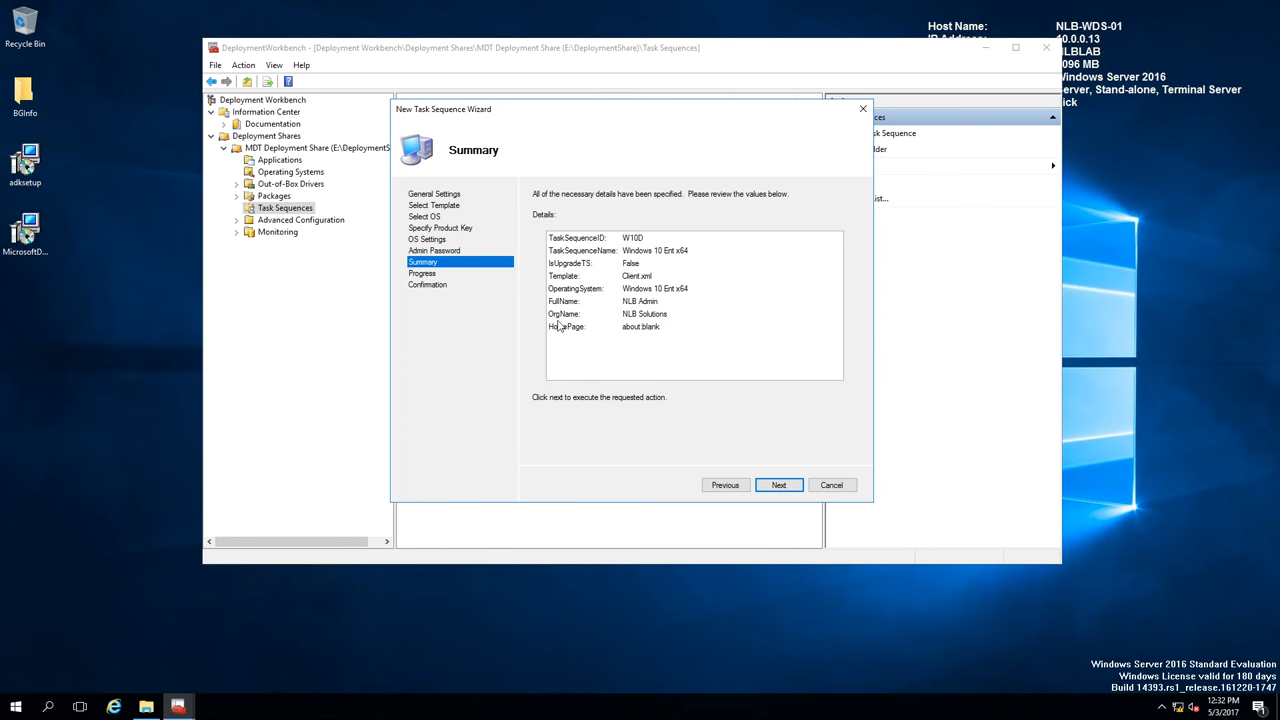 Recycle Bin
BGInfo
adksetup
MicrosoftD...
Host Name:
NLB-WDS-01
10.0.0.13
DeploymentWorkbench - [Deployment Workbench\Deployment Shares\MDT Deployment Share (E:\DeploymentShare)\Task Sequences]
File Action View Help
Deployment Workbench
Information Center
Documentation
Deployment Shares
MDT Deployment Share (E:\DeploymentS
Applications
Operating Systems
Out-of-Box Drivers
Packages
Task Sequences
Advanced Configuration
Monitoring
New Task Sequence Wizard
Summary
General Settings
Select Template
Select OS
Specify Product Key
OS Settings
Admin Password
Summary
Progress
Confirmation
All of the necessary details have been specified. Please review the values below.
Details:
TaskSequenceID: W10D
TaskSequenceName: Windows 10 Ent x64
IsUpgradeTS: False
Template: Client.xml
OperatingSystem: Windows 10 Ent x64
FullName: NLB Admin
OrgName: NLB Solutions
HomePage: about:blank
Click next to execute the requested action.
Previous Next Cancel
ces
sk Sequence
lder
ist...
LBLAB
096 MB
Windows Server 2016
erver, Stand-alone, Terminal Server
ick
Windows Server 2016 Standard Evaluation
Windows License valid for 180 days
Build 14393.rs1_release.161220-1747
12:32 PM
5/3/2017
1